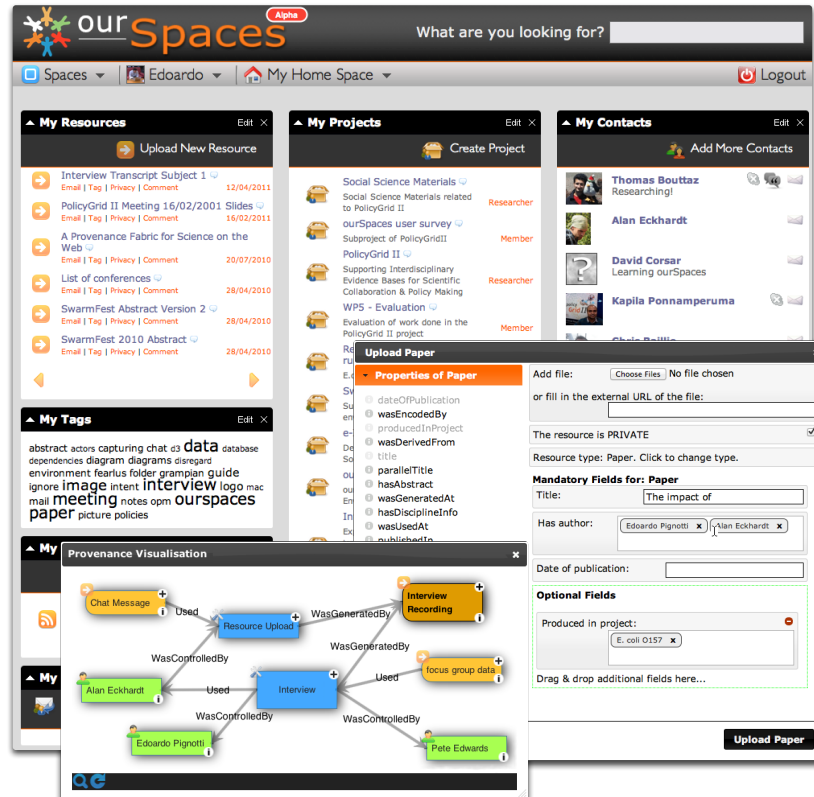 Alpha
our
Spaces
What are you looking for?
Spaces
Edoardo
My Home Space
Logout
My Resources
Edit
Upload New Resource
Interview Transcript Subject 1
Email | Tag | Privacy | Comment
12/04/2011
PolicyGrid II Meeting 16/02/2001 Slides
Email | Tag | Privacy | Comment
16/02/2011
A Provenance Fabric for Science on the
Web
Email | Tag | Privacy | Comment
20/07/2010
List of conferences
Email | Tag | Privacy | Comment
28/04/2010
SwarmFest Abstract Version 2
Email | Tag | Privacy | Comment
28/04/2010
SwarmFest 2010 Abstract
Email | Tag | Privacy | Comment
28/04/2010
My Tags
Edit
abstract actors capturing chat d3 data database
dependencies diagram diagrams disregard
environment fearlus folder grampian guide
ignore image intent interview logo mac
mail meeting notes opm ourspaces
paper picture policies
My
My
My Projects
Edit
Create Project
Social Science Materials
Social Science Materials related
to PolicyGrid II
Researcher
ourSpaces user survey
Subproject of PolicyGridII
Member
PolicyGrid II
Supporting Interdisciplinary
Evidence Bases for Scientific
Collaboration & Policy Making
Researcher
WP5 - Evaluation
Evaluation of work done in the
PolicyGrid II project
Member
My Contacts
Edit
Add More Contacts
Thomas Bouttaz
Researching!
Alan Eckhardt
David Corsar
Learning ourSpaces
Kapila Ponnamperuma
Upload Paper
Properties of Paper
dateOfPublication
wasEncodedBy
producedInProject
wasDerivedFrom
title
parallelTitle
hasAbstract
wasGeneratedAt
hasDisciplineInfo
wasUsedAt
publishedIn
Add file:
Choose Files
No file chosen
or fill in the external URL of the file:
The resource is PRIVATE
Resource type: Paper. Click to change type.
Mandatory Fields for: Paper
Title:
The impact of
Has author:
Edoardo Pignotti x
Alan Eckhardt x
Date of publication:
Optional Fields
Produced in project:
E. coli O157 x
Drag & drop additional fields here...
Upload Paper
Provenance Visualisation
x
Chat Message
Used
Resource Upload
WasGeneratedBy
Interview
Recording
WasGeneratedBy
WasControlledBy
focus group data
Used
Alan Eckhardt
Used
Interview
WasControlledBy
WasControlledBy
Edoardo Pignotti
Pete Edwards